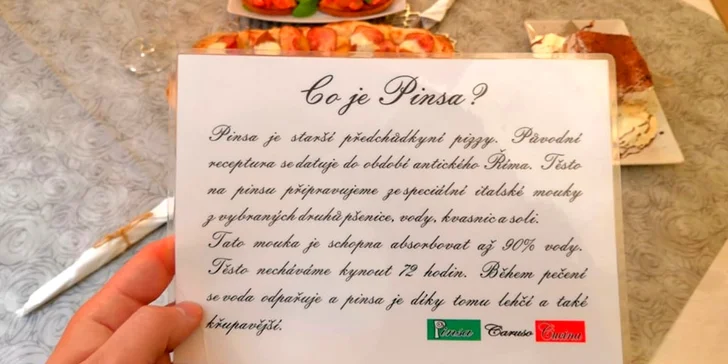 Co je Pinsa?
Pinsa je starší předchůdkyní pizzy. Původní
receptura se datuje do období antického Říma. Těsto
na pinsu připravujeme ze speciální italské mouky
z vybraných druhů pšenice, vody, kvasnic a soli.
Tato mouka je schopna absorbovat až 90% vody.
Těsto necháváme kynout 72 hodin. Během pečení
se voda odpařuje a pinsa je díky tomu lehčí a také
křupavější.
Pinsa Caruso Cucina